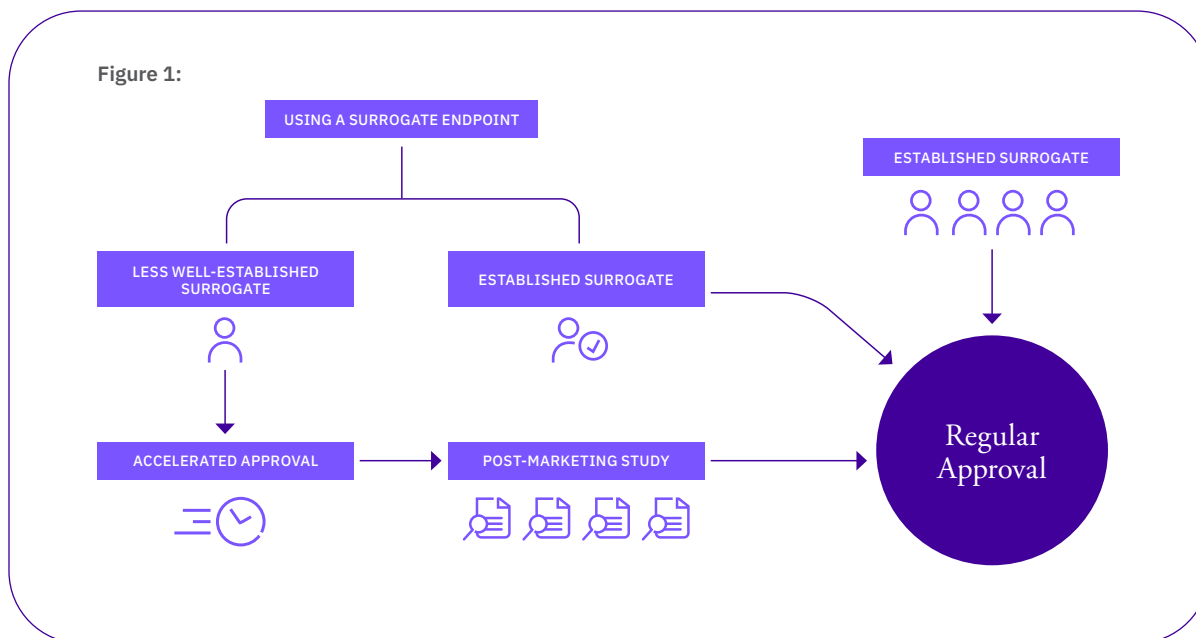 Figure 1:
USING A SURROGATE ENDPOINT
ESTABLISHED SURROGATE
LESS WELL-ESTABLISHED
SURROGATE
ESTABLISHED SURROGATE
ACCELERATED APPROVAL
POST-MARKETING STUDY
Regular
Approval